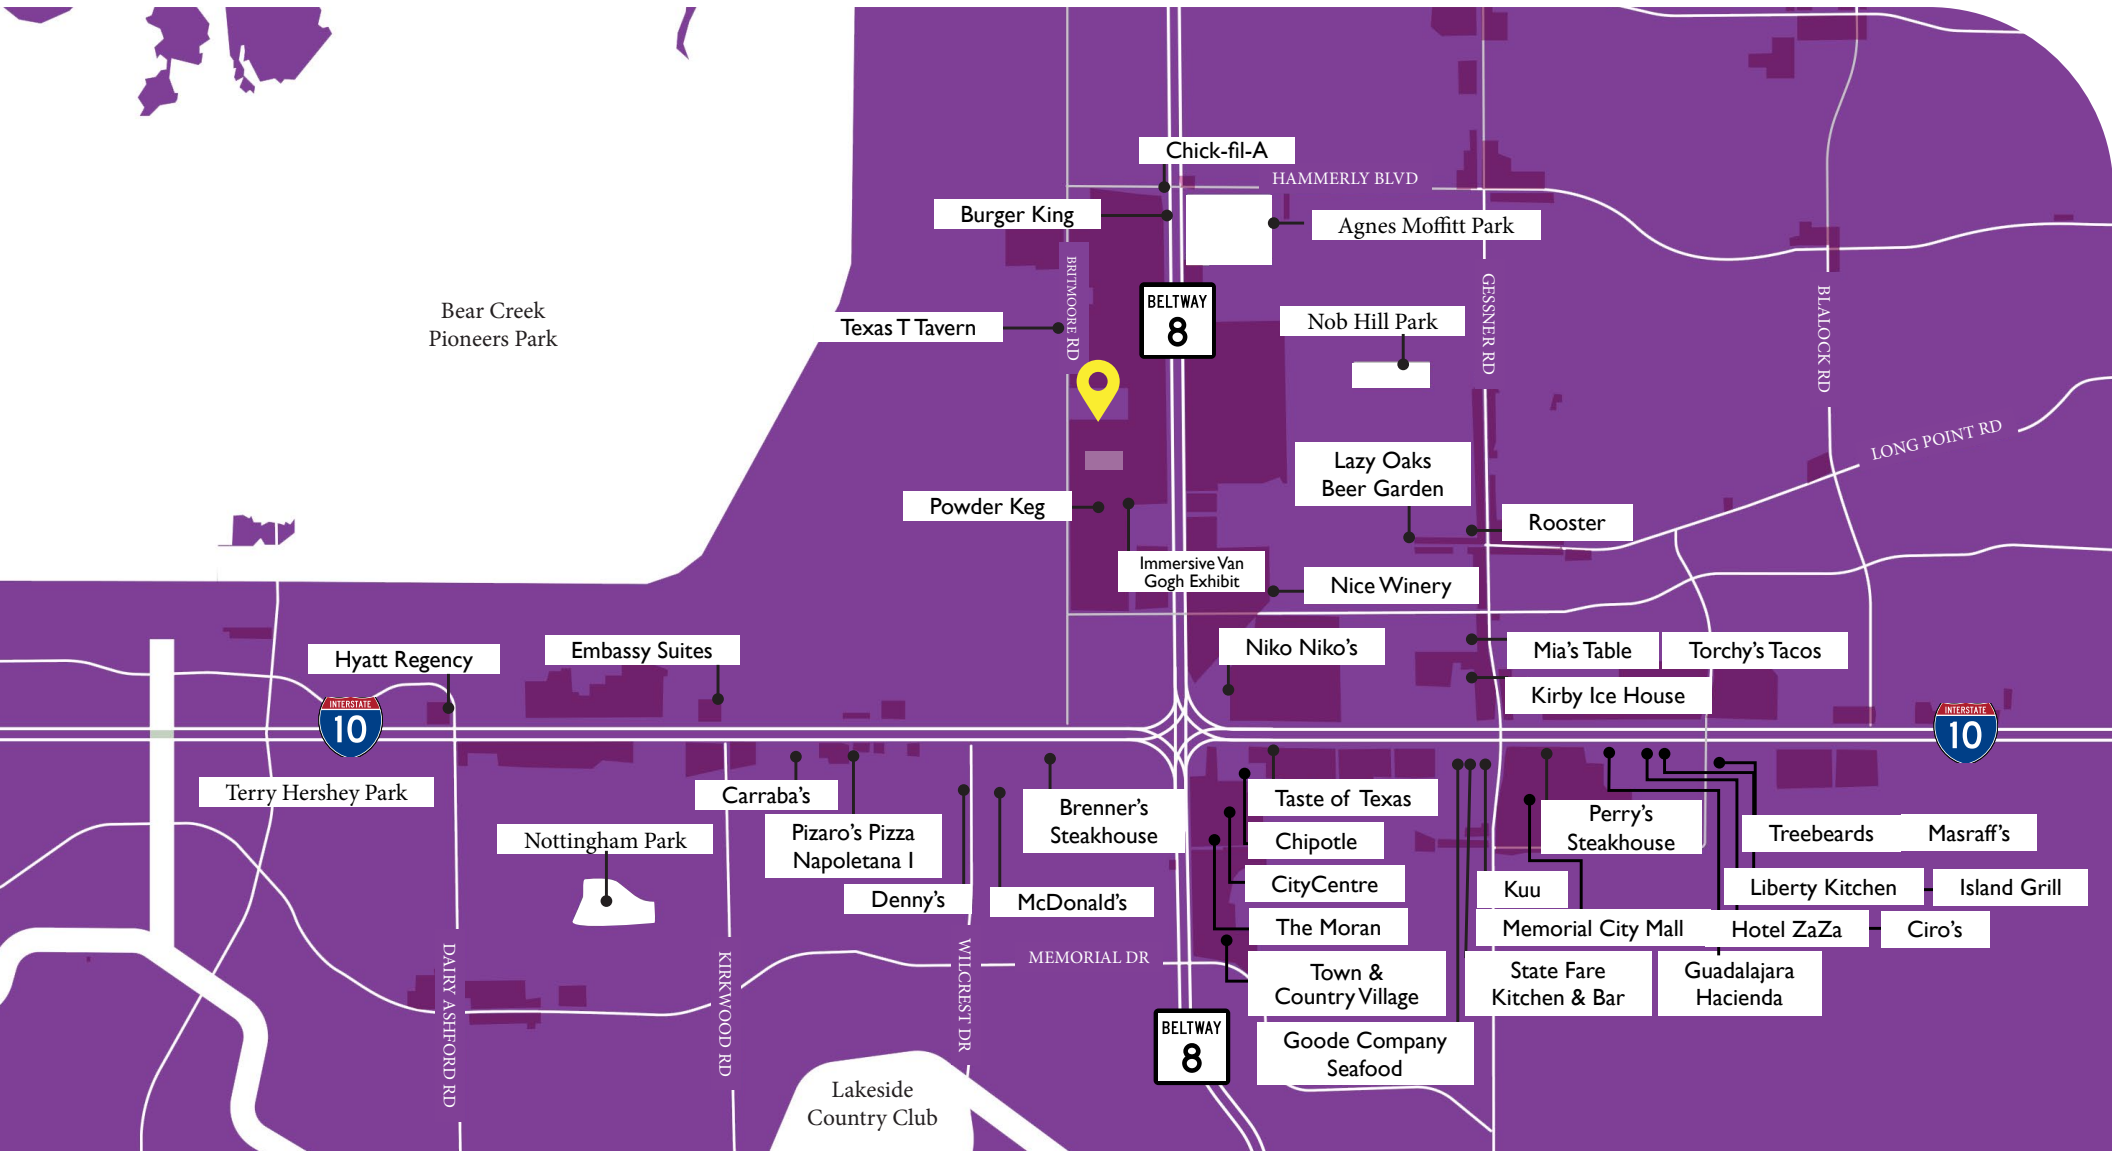 Chick-fil-A
HAMMERLY BLVD
Burger King
Agnes Moffitt Park
BRITMOORE RD
Bear Creek
Pioneers Park
Texas T Tavern
BELTWAY
8
Nob Hill Park
GESSNER RD
BLALOCK RD
LONG POINT RD
Lazy Oaks
Beer Garden
Powder Keg
Rooster
Immersive Van
Gogh Exhibit
Nice Winery
Hyatt Regency
Embassy Suites
Niko Niko's
Mia's Table
Torchy's Tacos
Kirby Ice House
INTERSTATE
10
INTERSTATE
10
Terry Hershey Park
Carraba's
Brenner's
Steakhouse
Taste of Texas
Perry's
Steakhouse
Nottingham Park
Pizaro's Pizza
Napoletana I
Chipotle
Treebeards
Masraff's
Denny's
McDonald's
CityCentre
Kuu
Liberty Kitchen
Island Grill
The Moran
Memorial City Mall
Hotel ZaZa
Ciro's
DAIRY ASHFORD RD
KIRKWOOD RD
WILCREST DR
MEMORIAL DR
Town &
Country Village
State Fare
Kitchen & Bar
Guadalajara
Hacienda
BELTWAY
8
Goode Company
Seafood
Lakeside
Country Club